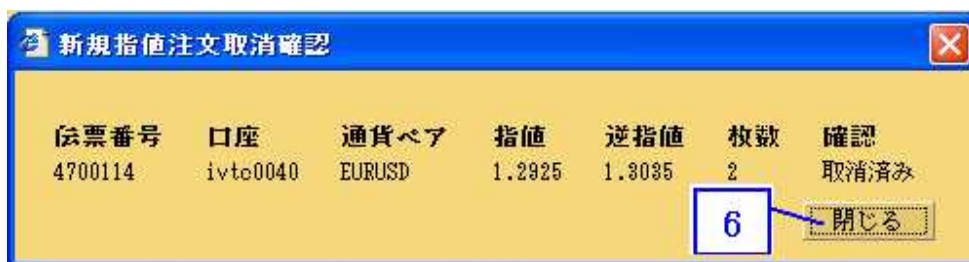 新規指値注文取消確認
伝票番号 口座 通貨ペア 指値 逆指値 枚数 確認
4700114 ivtc0040 EURUSD 1.2925 1.3035 2 取消済み
6 閉じる